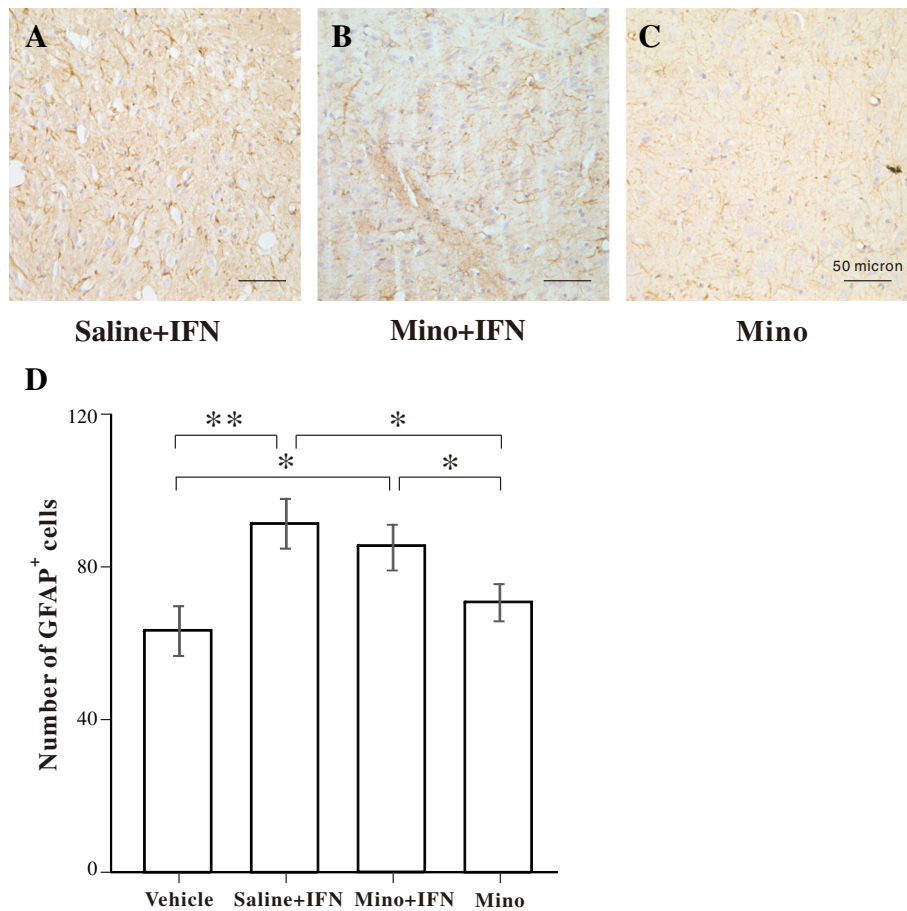 A
B
C
50 micron
Saline+IFN
Mino+IFN
Mino
D
120
80
40
0
Number of GFAP+ cells
**
*
*
*
Vehicle
Saline+IFN
Mino+IFN
Mino